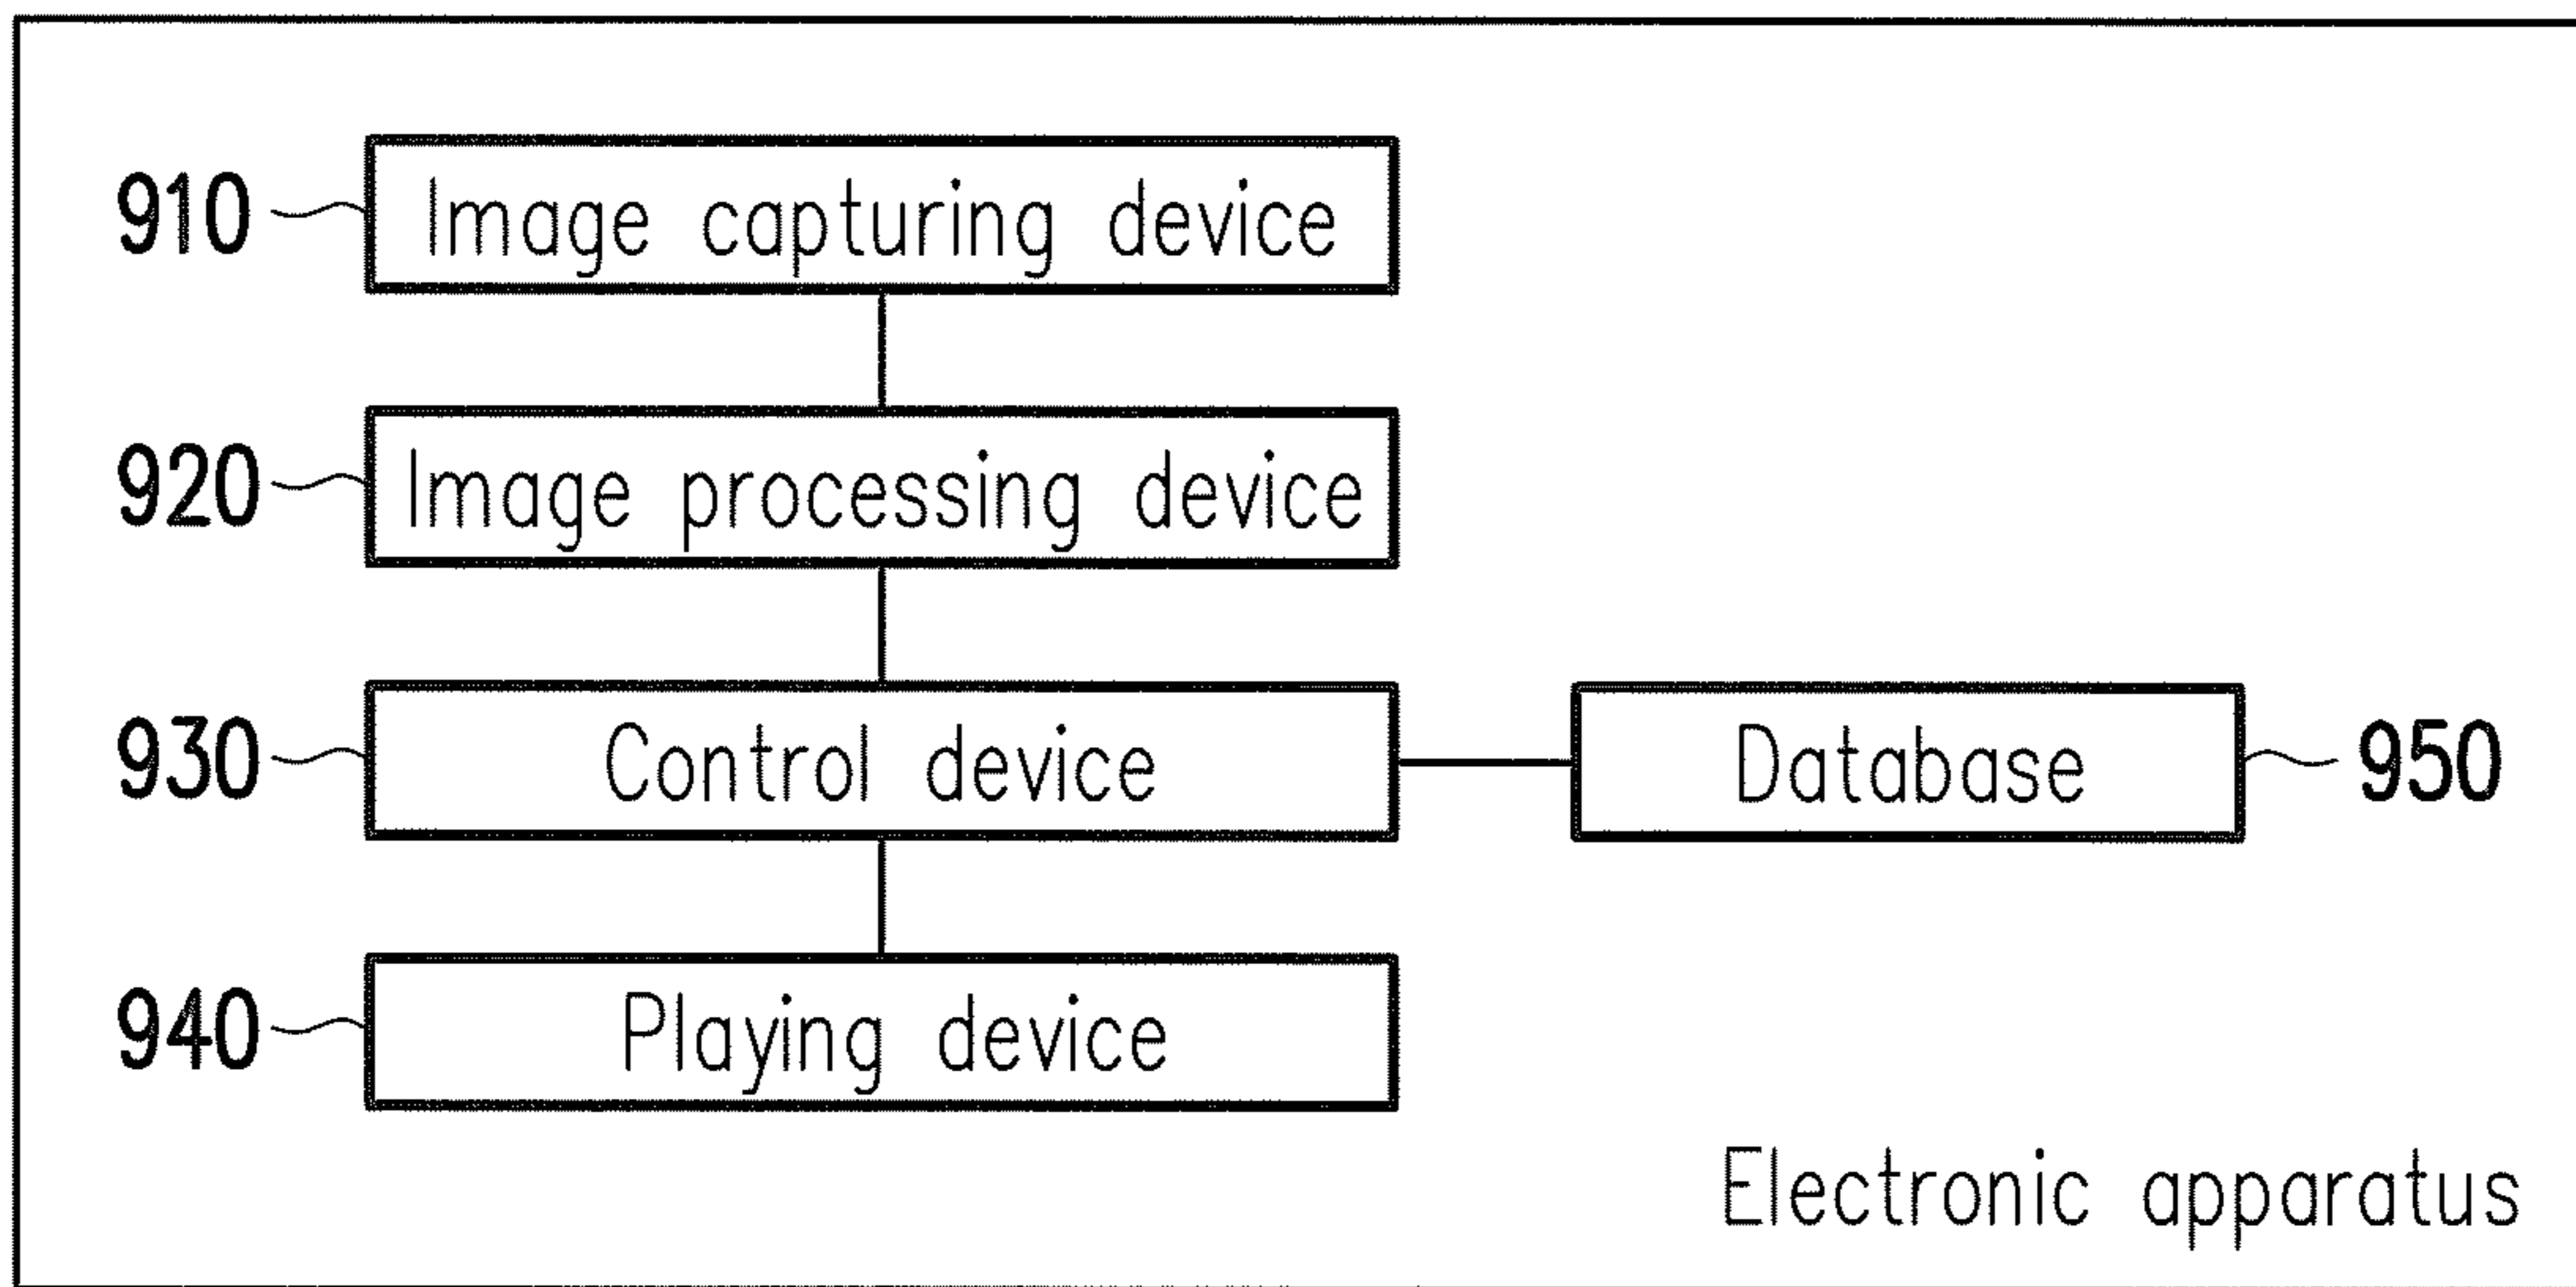 910 Image capturing device
920 Image processing device
930 Control device Database 950
940 Playing device
Electronic apparatus